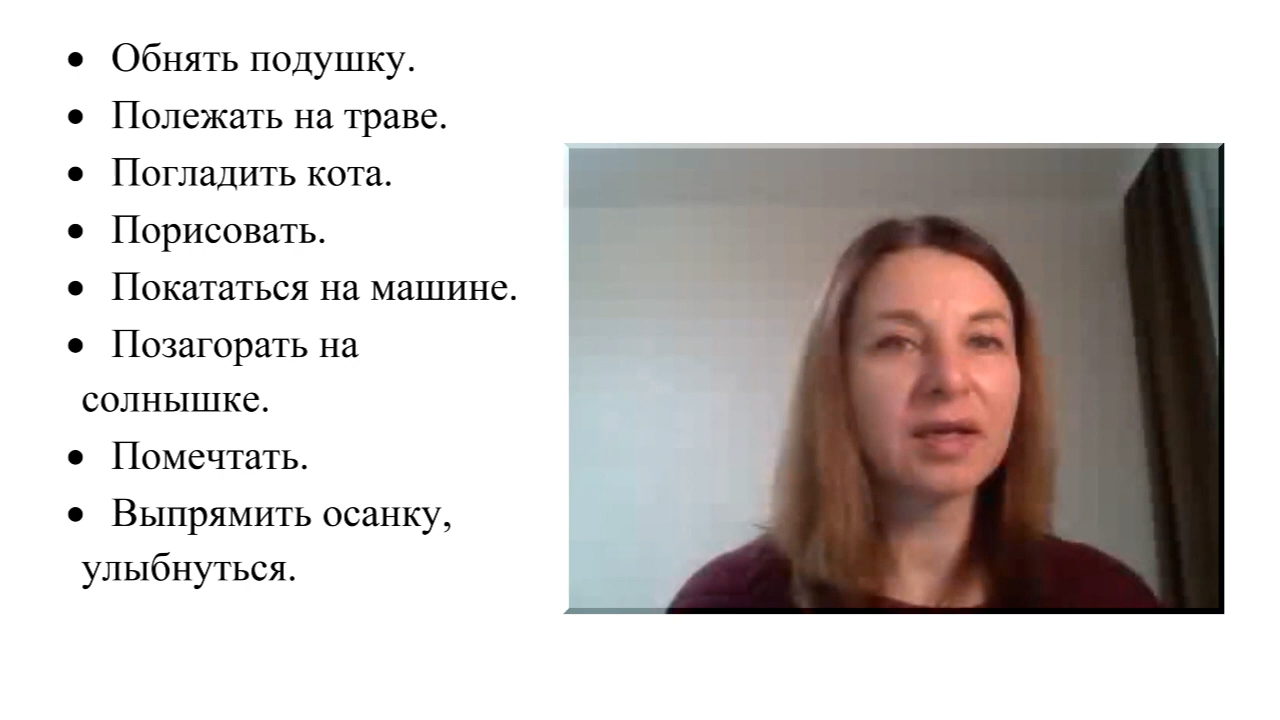 • Обнять подушку.
• Полежать на траве.
• Погладить кота.
• Порисовать.
• Покататься на машине.
• Позагорать на
солнышке.
• Помечтать.
• Выпрямить осанку,
улыбнуться.